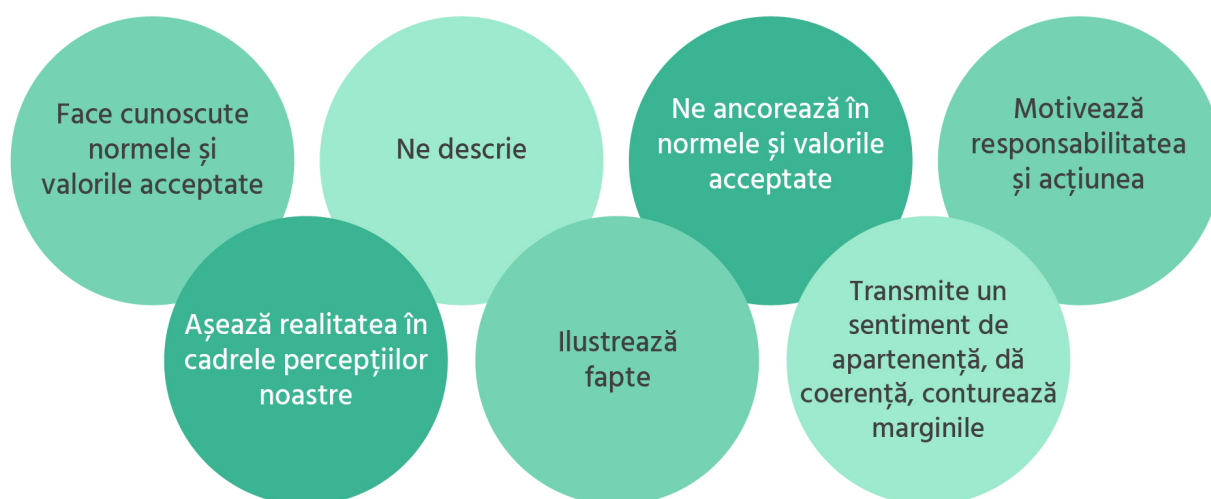 Face cunoscute
normele și
valorile acceptate
Ne descrie
Ne ancorează în
normele și valorile
acceptate
Motivează
responsabilitatea
și acțiunea
Așează realitatea în
cadrele percepțiilor
noastre
Ilustrează
fapte
Transmite un
sentiment de
apartenență, dă
coerență, conturează
marginile